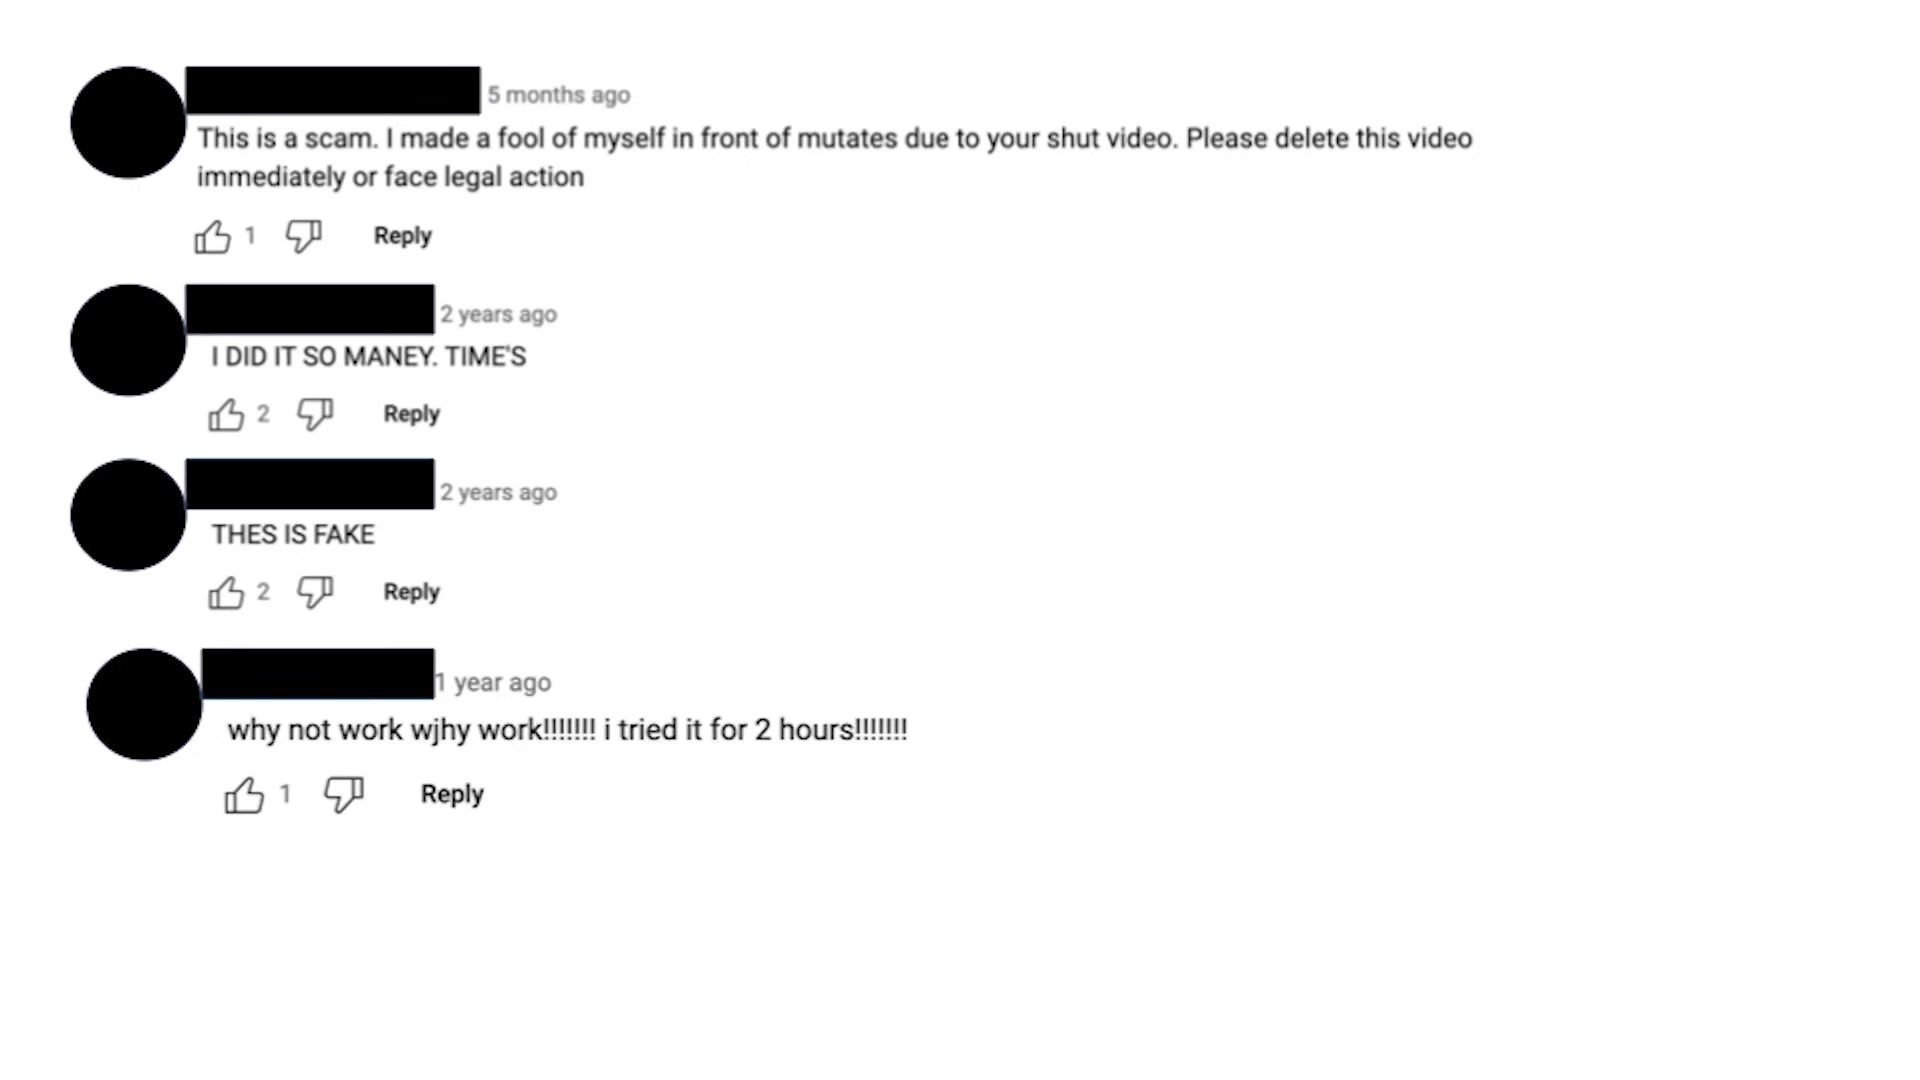 5 months ago
This is a scam. I made a fool of myself in front of mutates due to your shut video. Please delete this video
immediately or face legal action
1 Reply
2 years ago
I DID IT SO MANEY. TIME'S
2 Reply
2 years ago
THES IS FAKE
2 Reply
1 year ago
why not work wjhy work!!!!!!! i tried it for 2 hours!!!!!!!
1 Reply